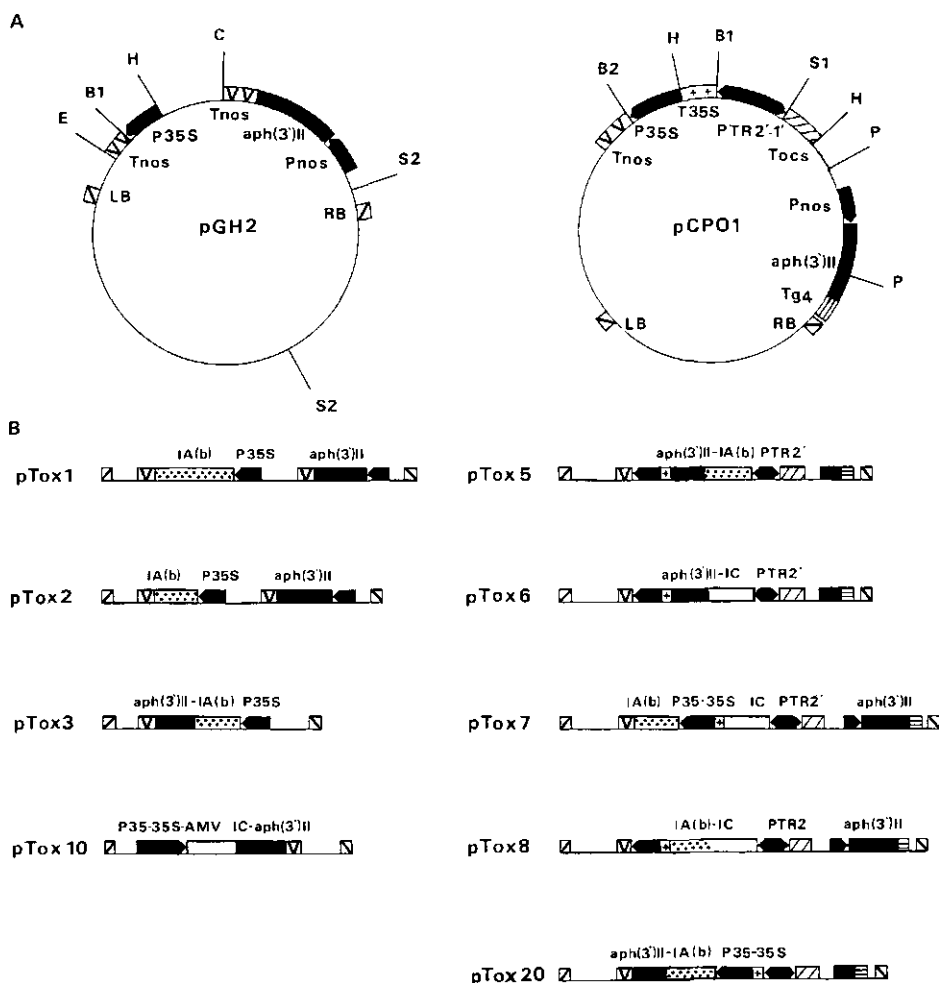 A
C
H
B1
E
P35S
Tnos
Tnos
aph(3')II
Pnos
S2
LB
RB
pGH2
S2
H
B1
B2
S1
H
P
T35S
P35S
PTR2'-1'
Tnos
Tocs
Pnos
pCPO1
aph(3')II
P
Tg4
LB
RB
B
IA(b) P35S aph(3')II
pTox1
IA(b) P35S aph(3')II
pTox2
aph(3')II-IA(b) P35S
pTox3
P35-35S-AMV IC-aph(3')II
pTox10
aph(3')II-IA(b) PTR2'
pTox5
aph(3')II-IC PTR2'
pTox6
IA(b) P35-35S IC PTR2' aph(3')II
pTox7
IA(b)-IC PTR2 aph(3')II
pTox8
aph(3')II-IA(b) P35-35S
pTox20